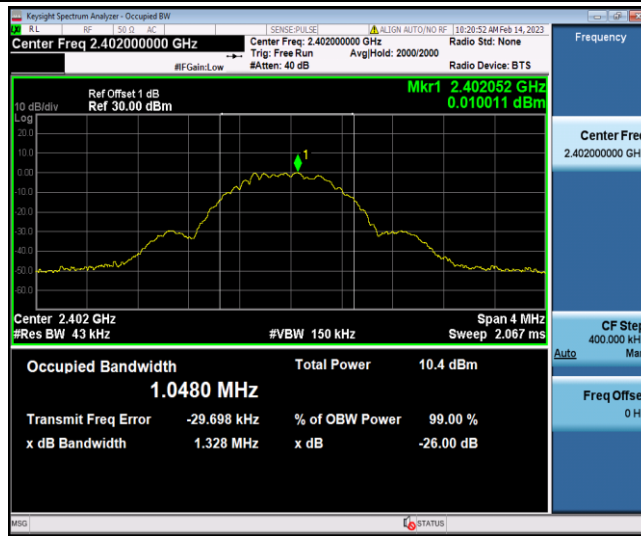 Keysight Spectrum Analyzer - Occupied BW
RL RF 50 Ω AC SENSE:PULSE ALIGN AUTO/NO RF 10:20:52 AM Feb 14, 2023
Center Freq 2.402000000 GHz
Center Freq: 2.402000000 GHz Radio Std: None
Trig: Free Run Avg|Hold: 2000/2000
#IFGain:Low #Atten: 40 dB Radio Device: BTS
Frequency
Ref Offset 1 dB
10 dB/div Ref 30.00 dBm
Mkr1 2.402052 GHz
0.010011 dBm
Log
20.0
10.0
1
0.00
-10.0
-20.0
-30.0
-40.0
-50.0
-60.0
Center 2.402 GHz Span 4 MHz
#Res BW 43 kHz #VBW 150 kHz Sweep 2.067 ms
Occupied Bandwidth Total Power 10.4 dBm
1.0480 MHz
Transmit Freq Error -29.698 kHz % of OBW Power 99.00 %
x dB Bandwidth 1.328 MHz x dB -26.00 dB
Center Fre
2.402000000 GH
CF Step
400.000 kH
Auto Ma
Freq Offse
0 H
MSG STATUS